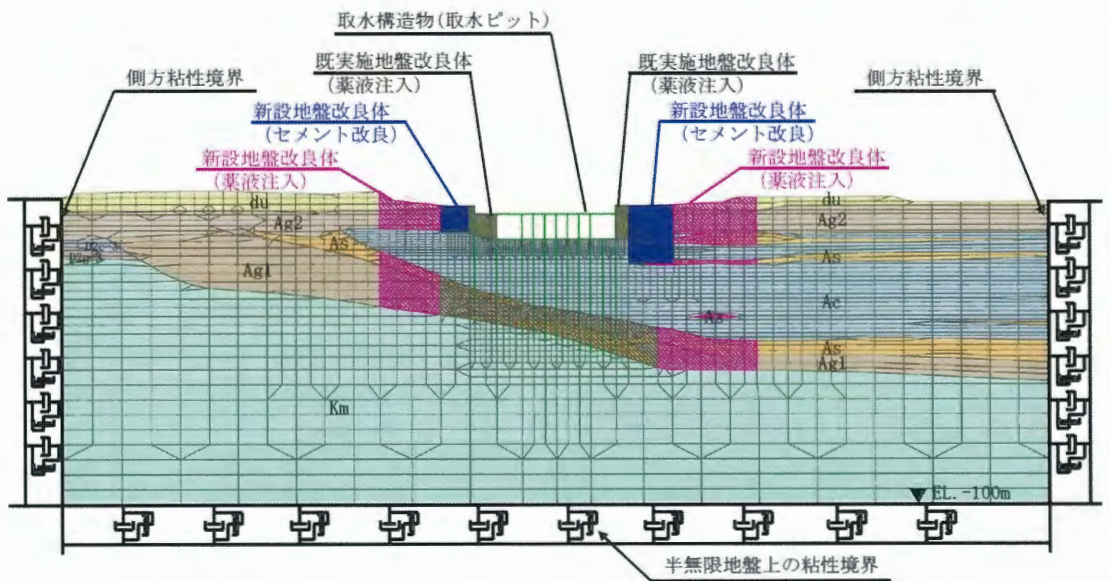 取水構造物(取水ピット)
既実施地盤改良体
(薬液注入)
既実施地盤改良体
(薬液注入)
側方粘性境界
側方粘性境界
新設地盤改良体
(セメント改良)
新設地盤改良体
(セメント改良)
新設地盤改良体
(薬液注入)
新設地盤改良体
(薬液注入)
du
du
Ag2
Ag2
As
As
Ag1
Ac
As
As
Ag1
Km
EL.-100m
半無限地盤上の粘性境界